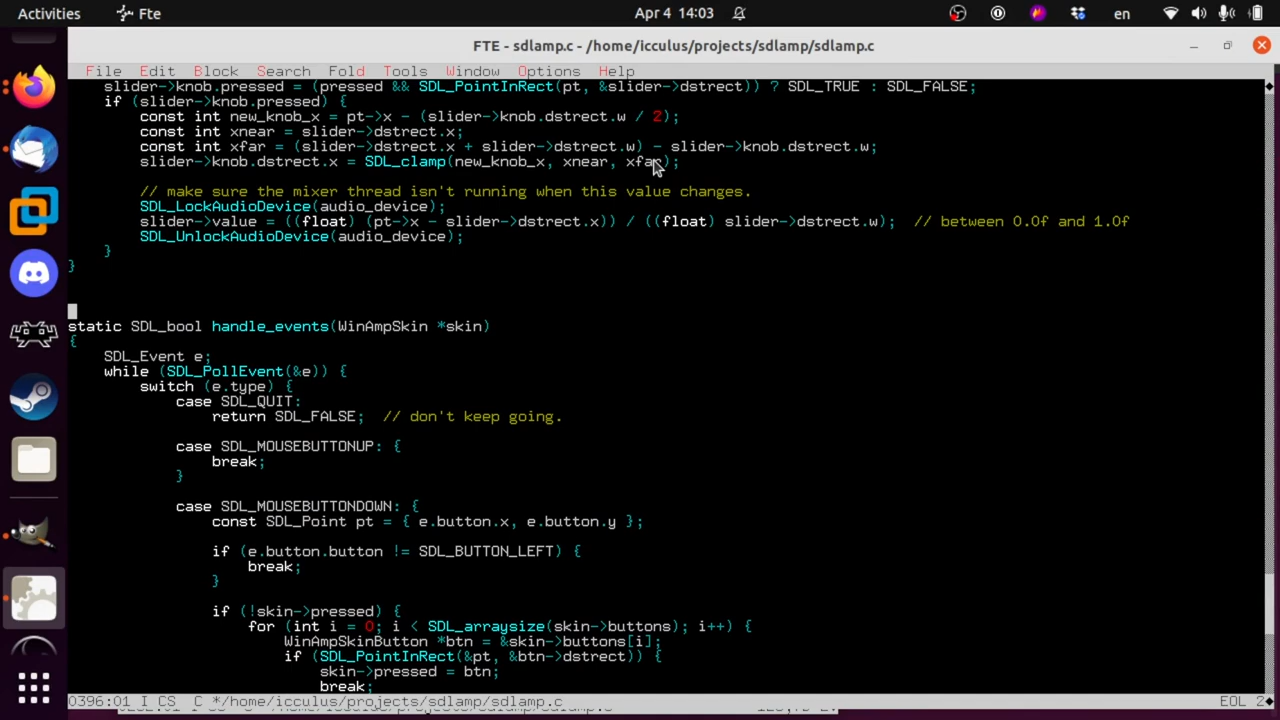 Activities
Fte
Apr 4 14:03
en
FTE - sdlamp.c - /home/icculus/projects/sdlamp/sdlamp.c
File Edit Block Search Fold Tools Window Options Help
slider->knob.pressed = (pressed && SDL_PointInRect(pt, &slider->dstrect)) ? SDL_TRUE : SDL_FALSE;
if (slider->knob.pressed) {
const int new_knob_x = pt->x - (slider->knob.dstrect.w / 2);
const int xnear = slider->dstrect.x;
const int xfar = (slider->dstrect.x + slider->dstrect.w) - slider->knob.dstrect.w;
slider->knob.dstrect.x = SDL_clamp(new_knob_x, xnear, xfar);
// make sure the mixer thread isn't running when this value changes.
SDL_LockAudioDevice(audio_device);
slider->value = ((float) (pt->x - slider->dstrect.x)) / ((float) slider->dstrect.w);  // between 0.0f and 1.0f
SDL_UnlockAudioDevice(audio_device);
}
}
static SDL_bool handle_events(WinAmpSkin *skin)
{
SDL_Event e;
while (SDL_PollEvent(&e)) {
switch (e.type) {
case SDL_QUIT:
return SDL_FALSE;  // don't keep going.
case SDL_MOUSEBUTTONUP: {
break;
}
case SDL_MOUSEBUTTONDOWN: {
const SDL_Point pt = { e.button.x, e.button.y };
if (e.button.button != SDL_BUTTON_LEFT) {
break;
}
if (!skin->pressed) {
for (int i = 0; i < SDL_arraysize(skin->buttons); i++) {
WinAmpSkinButton *btn = &skin->buttons[i];
if (SDL_PointInRect(&pt, &btn->dstrect)) {
skin->pressed = btn;
break;
0396:01 I CS  C */home/icculus/projects/sdlamp/sdlamp.c
EOL 2